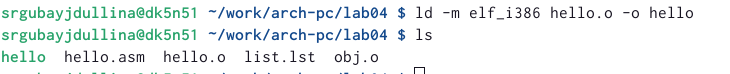 srgubayjdullina@dk5n51 ~/work/arch-pc/lab04 $ ld -m elf_i386 hello.o -o hello
srgubayjdullina@dk5n51 ~/work/arch-pc/lab04 $ ls
hello  hello.asm  hello.o  list.lst  obj.o